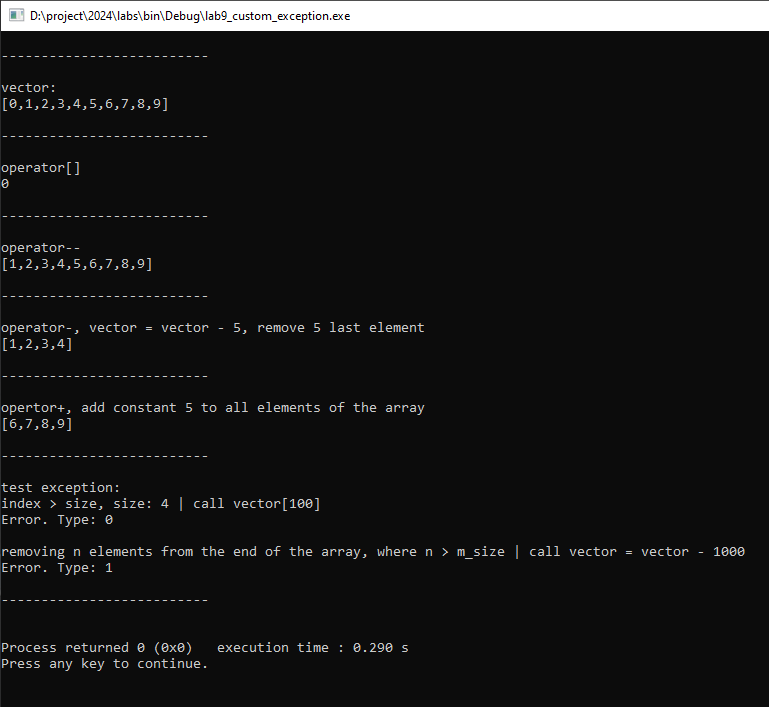 D:\project\2024\labs\bin\Debug\lab9_custom_exception.exe
--------------------------
vector:
[0,1,2,3,4,5,6,7,8,9]
--------------------------
operator[]
0
--------------------------
operator--
[1,2,3,4,5,6,7,8,9]
--------------------------
operator-, vector = vector - 5, remove 5 last element
[1,2,3,4]
--------------------------
opertor+, add constant 5 to all elements of the array
[6,7,8,9]
--------------------------
test exception:
index > size, size: 4 | call vector[100]
Error. Type: 0
removing n elements from the end of the array, where n > m_size | call vector = vector - 1000
Error. Type: 1
--------------------------
Process returned 0 (0x0)   execution time : 0.290 s
Press any key to continue.